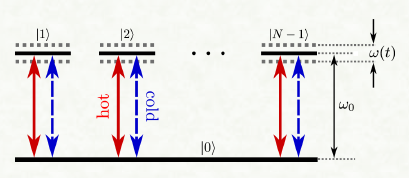 |1⟩ |2⟩ |N − 1⟩
· · ·
ω(t)
hot cold
ω₀
|0⟩